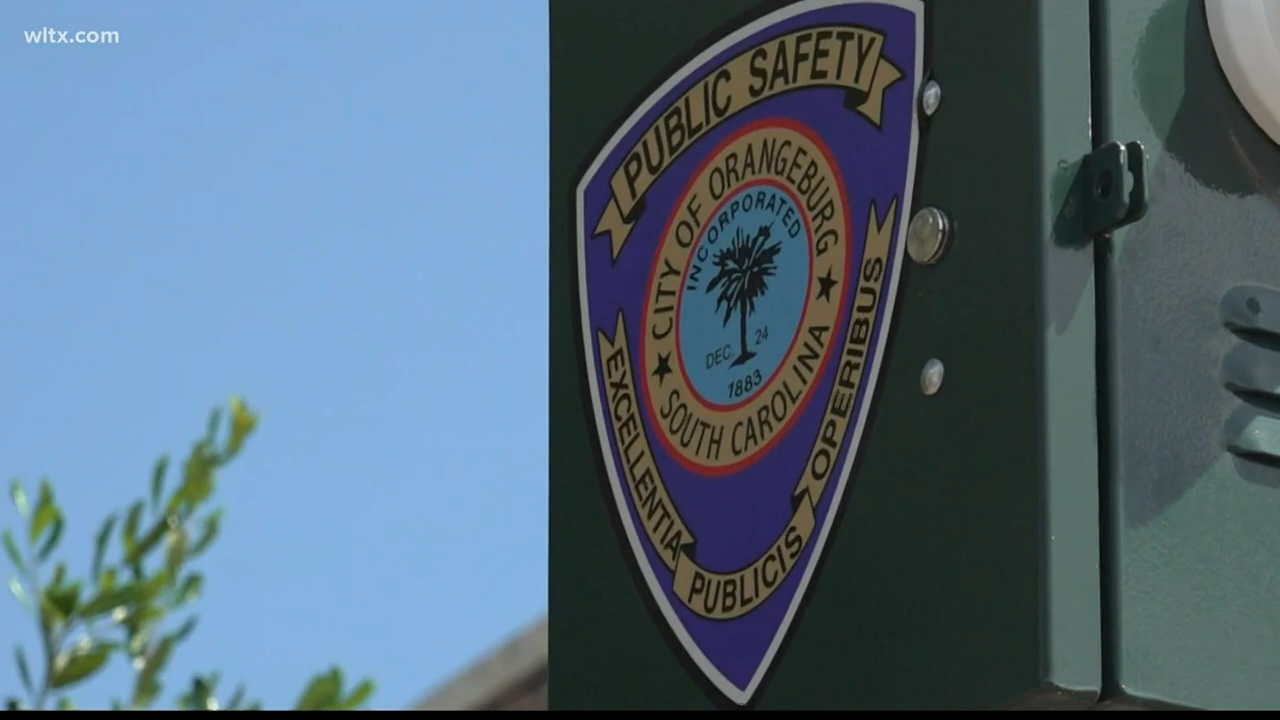 wltx.com
PUBLIC SAFETY
CITY OF ORANGEBURG
INCORPORATED
DEC. 24
1883
★ SOUTH CAROLINA ★
EXCELLENTIA PUBLICIS OPERIBUS